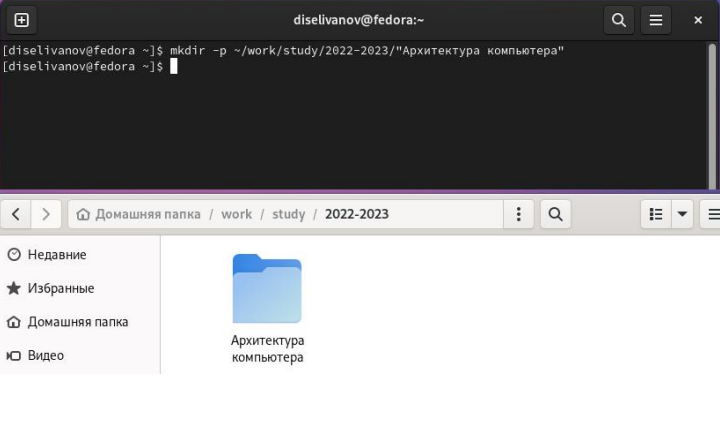 diselivanov@fedora:~
[diselivanov@fedora ~]$ mkdir -p ~/work/study/2022-2023/"Архитектура компьютера"
[diselivanov@fedora ~]$
Домашняя папка / work / study / 2022-2023
Недавние
Избранные
Домашняя папка
Видео
Архитектура
компьютера